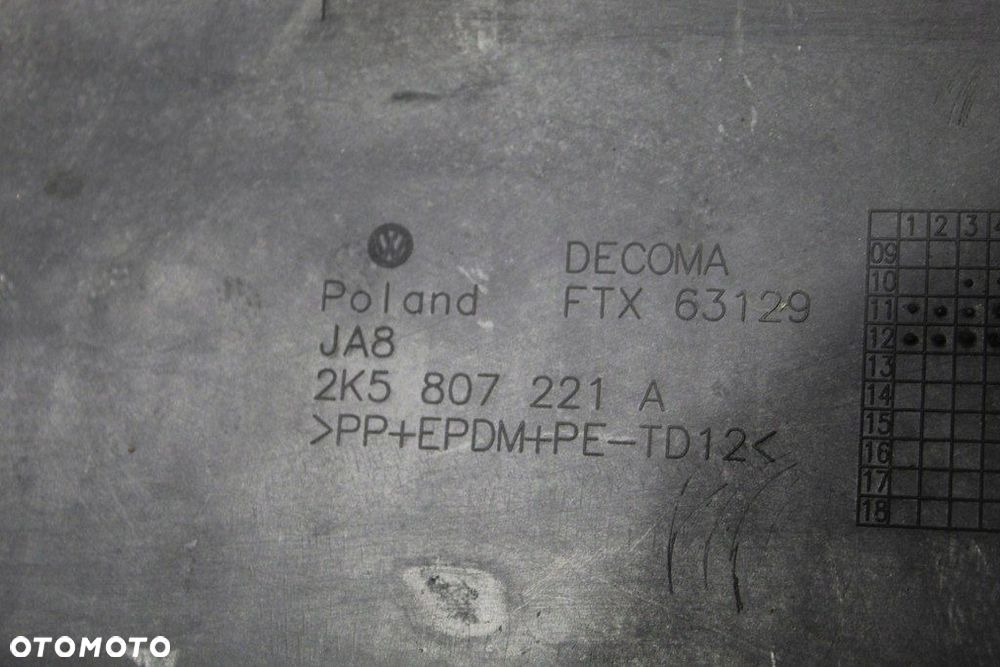 Poland
JA8
2K5 807 221 A
>PP+EPDM+PE-TD12<
DECOMA
FTX 63129
1 2 3
09
10
11
12
13
14
15
16
17
18
OTOMOTO